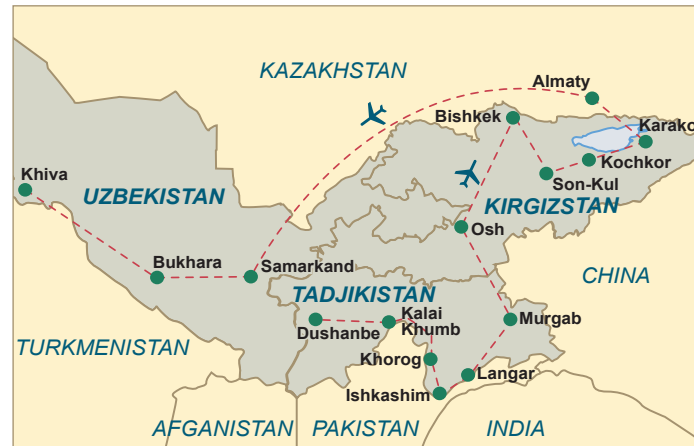 KAZAKHSTAN
Almaty
Bishkek
Karako
Kochkor
Khiva
Son-Kul
UZBEKISTAN
KIRGIZSTAN
Osh
Bukhara
Samarkand
CHINA
TADJIKISTAN
Kalai
Khumb
Dushanbe
Murgab
TURKMENISTAN
Khorog
Langar
Ishkashim
AFGANISTAN
PAKISTAN
INDIA